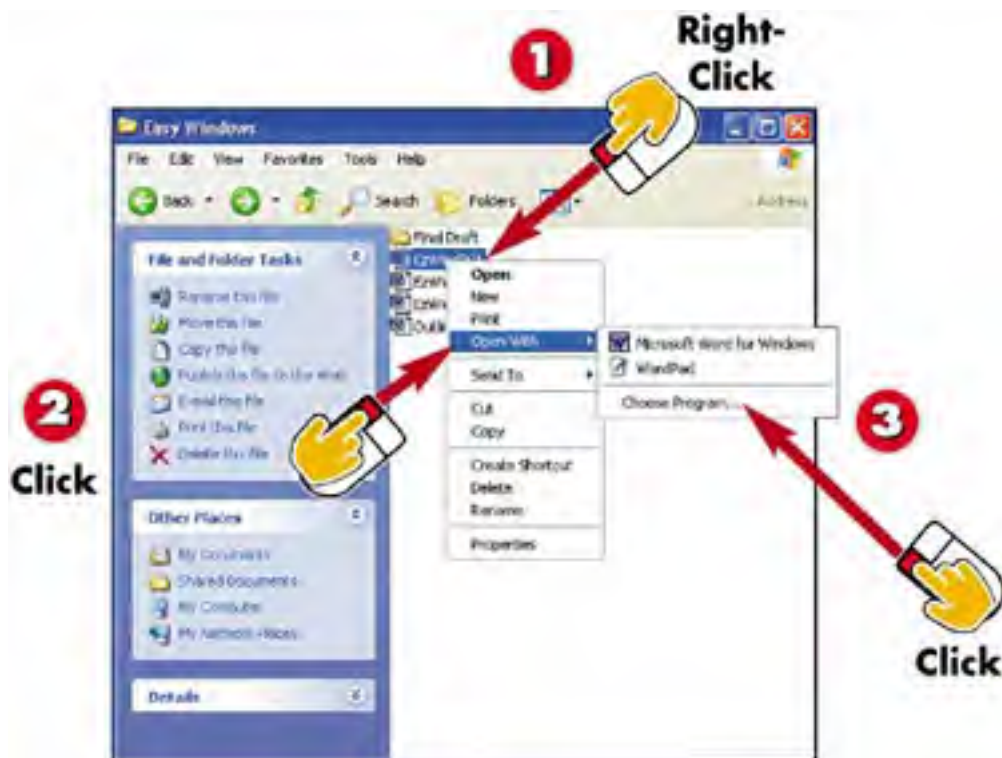 1
Right-
Click
Easy Windows
File Edit View Favorites Tools Help
Back Search Folders Address
Final Draft
File and Folder Tasks
Rename this file
Move this file
Copy this file
Publish this file to the Web
E-mail this file
Print this file
Delete this file
Open
New
Print
Open With
Microsoft Word for Windows
WordPad
Choose Program...
Send To
Cut
Copy
Create Shortcut
Delete
Rename
Properties
2
Click
3
Click
Other Places
My Documents
Shared Documents
My Computer
My Network Places
Details